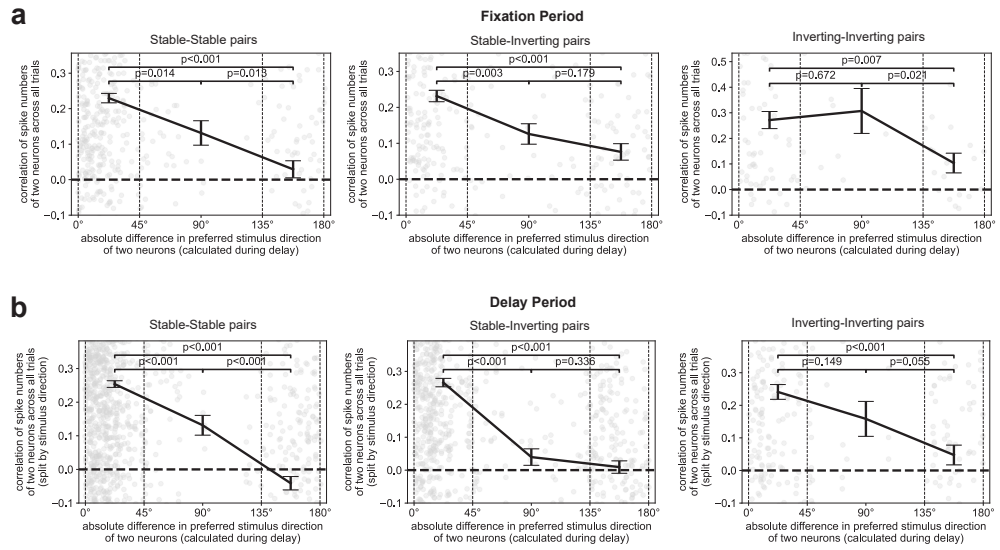 a
Fixation Period
Stable-Stable pairs
p<0.001
p=0.014
p=0.013
correlation of spike numbers
of two neurons across all trials
0.3
0.2
0.1
0.0
−0.1
0°
45°
90°
135°
180°
absolute difference in preferred stimulus direction
of two neurons (calculated during delay)
Stable-Inverting pairs
p<0.001
p=0.003
p=0.179
correlation of spike numbers
of two neurons across all trials
0.3
0.2
0.1
0.0
−0.1
0°
45°
90°
135°
180°
absolute difference in preferred stimulus direction
of two neurons (calculated during delay)
Inverting-Inverting pairs
p=0.007
p=0.672
p=0.021
correlation of spike numbers
of two neurons across all trials
0.5
0.4
0.3
0.2
0.1
0.0
−0.1
0°
45°
90°
135°
180°
absolute difference in preferred stimulus direction
of two neurons (calculated during delay)
b
Delay Period
Stable-Stable pairs
p<0.001
p<0.001
p<0.001
correlation of spike numbers
of two neurons across all trials
(split by stimulus direction)
0.3
0.2
0.1
0.0
−0.1
0°
45°
90°
135°
180°
absolute difference in preferred stimulus direction
of two neurons (calculated during delay)
Stable-Inverting pairs
p<0.001
p<0.001
p=0.336
correlation of spike numbers
of two neurons across all trials
(split by stimulus direction)
0.3
0.2
0.1
0.0
−0.1
0°
45°
90°
135°
180°
absolute difference in preferred stimulus direction
of two neurons (calculated during delay)
Inverting-Inverting pairs
p<0.001
p=0.149
p=0.055
correlation of spike numbers
of two neurons across all trials
(split by stimulus direction)
0.3
0.2
0.1
0.0
−0.1
0°
45°
90°
135°
180°
absolute difference in preferred stimulus direction
of two neurons (calculated during delay)